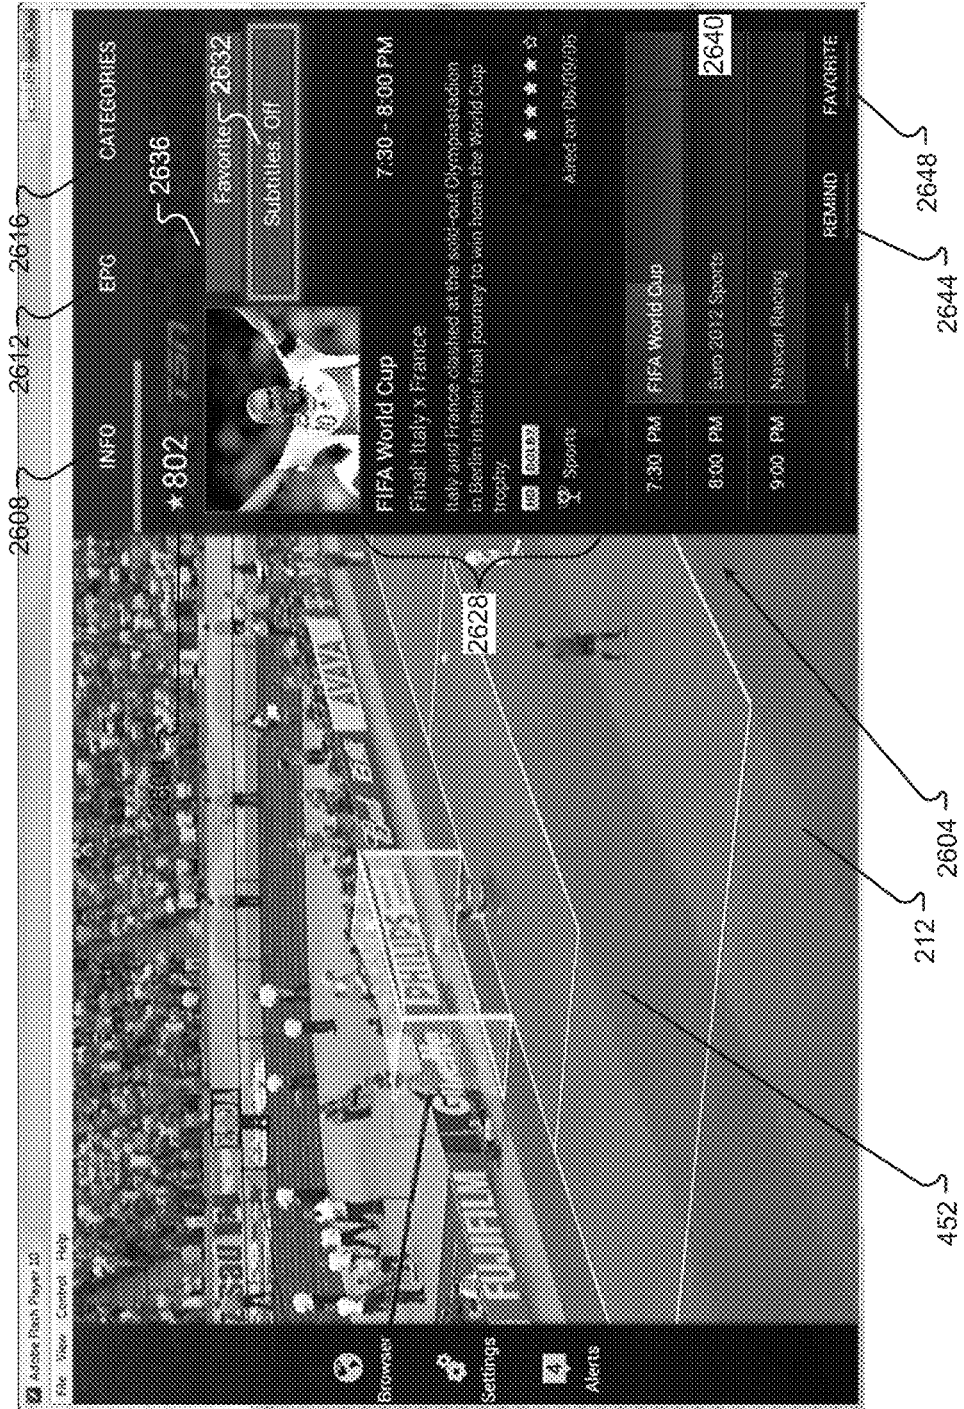 Adobe Flash Player 10
File View Control Help
Browser
Settings
4
Alerts
PHILIPS
FUJIFILM
INFO
EPG
CATEGORIES
★802
Favorite
Subtitles: Off
FIFA World Cup
7:30 - 8:00 PM
Final: Italy x France
Italy and France clashed at the sold-out Olympiastadion
in Berlin in their final journey to win home the World Cup
trophy.
Sports
Aired on 06/09/06
7:30 PM FIFA World Cup
8:00 PM Euro 2012 Sports
9:00 PM Nascar Racing
REMIND
FAVORITE
2608
2612
2616
2636
2632
2628
2640
2648
2644
2604
212
452